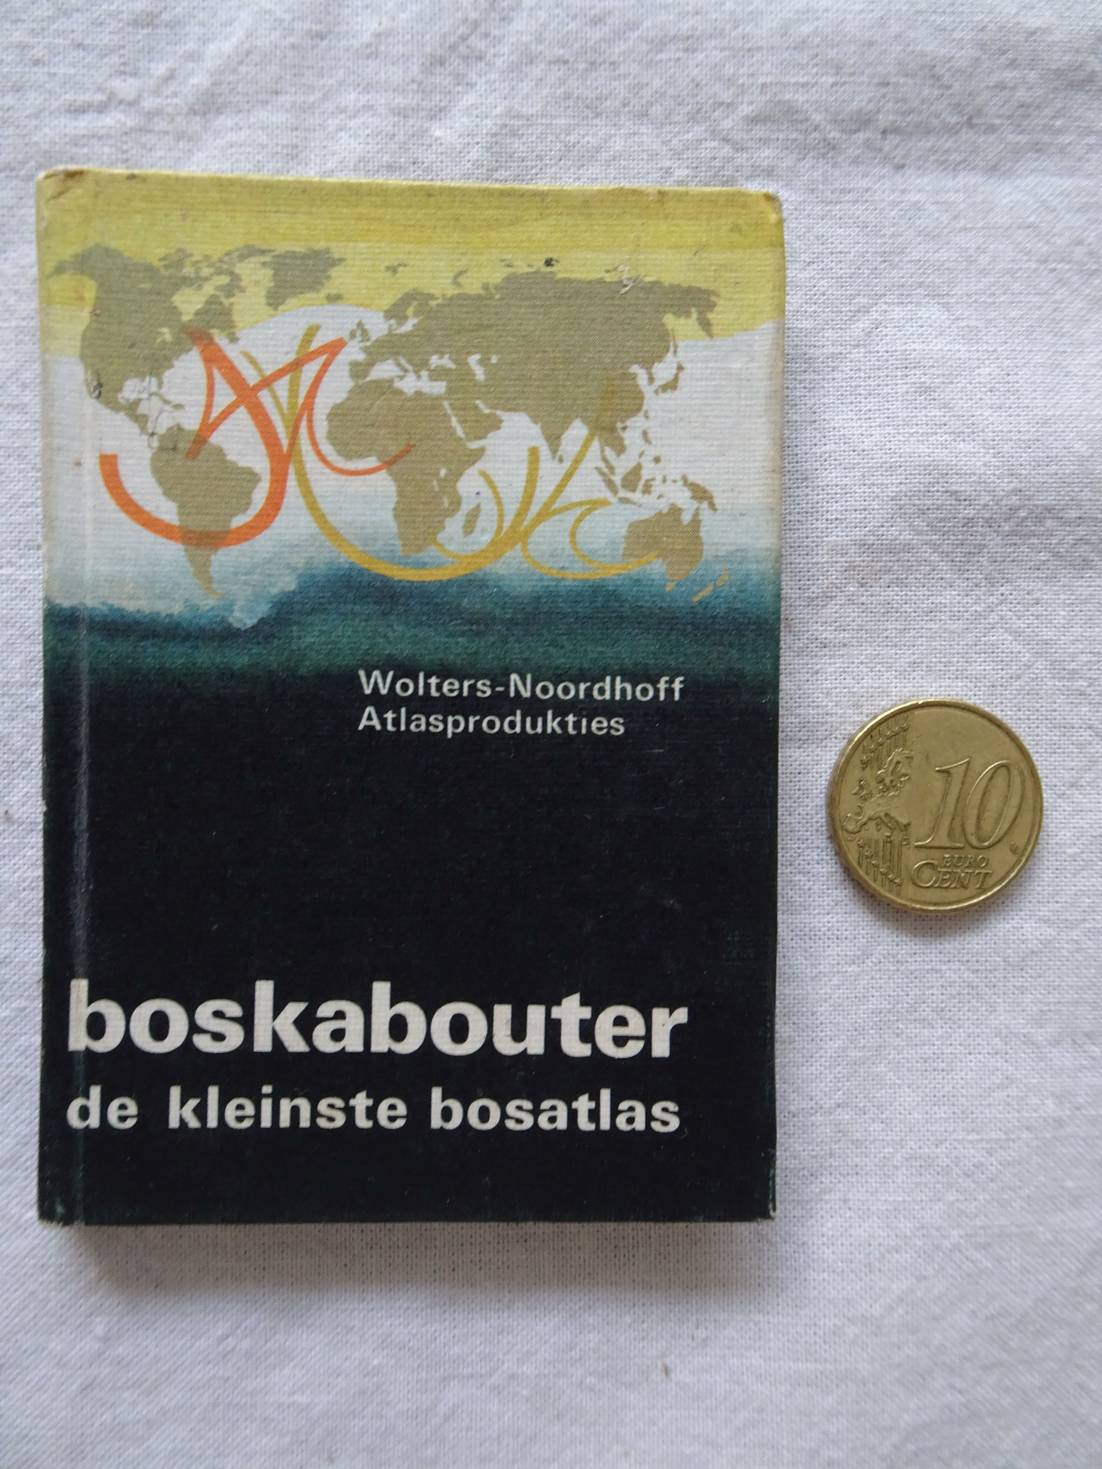 Wolters-Noordhoff
Atlasprodukties
boskabouter
de kleinste bosatlas
10
EURO
CENT